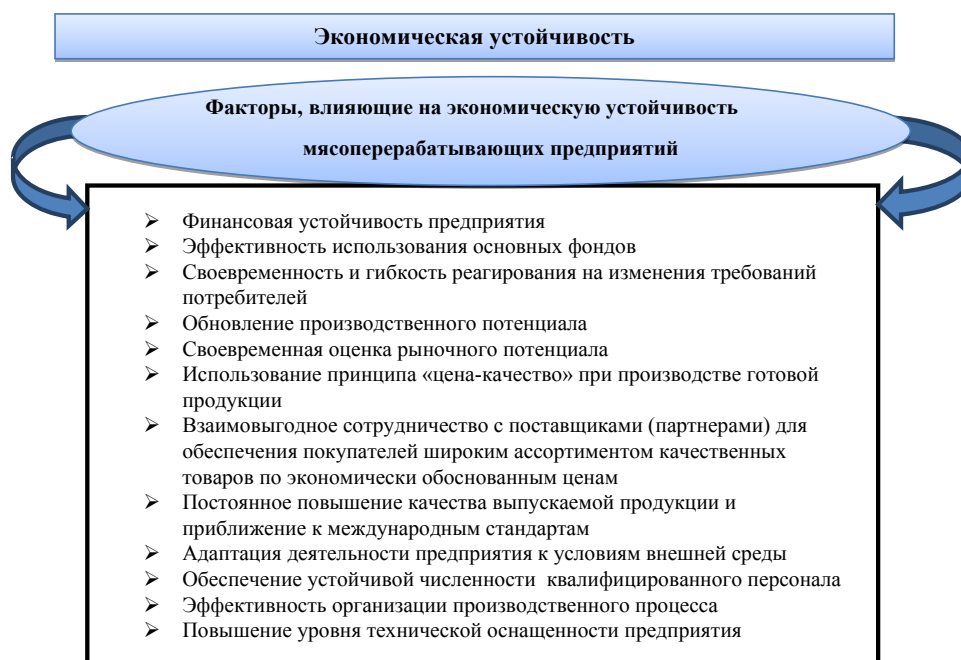 Экономическая устойчивость
Факторы, влияющие на экономическую устойчивость
мясоперерабатывающих предприятий
➢ Финансовая устойчивость предприятия
➢ Эффективность использования основных фондов
➢ Своевременность и гибкость реагирования на изменения требований
потребителей
➢ Обновление производственного потенциала
➢ Своевременная оценка рыночного потенциала
➢ Использование принципа «цена-качество» при производстве готовой
продукции
➢ Взаимовыгодное сотрудничество с поставщиками (партнерами) для
обеспечения покупателей широким ассортиментом качественных
товаров по экономически обоснованным ценам
➢ Постоянное повышение качества выпускаемой продукции и
приближение к международным стандартам
➢ Адаптация деятельности предприятия к условиям внешней среды
➢ Обеспечение устойчивой численности квалифицированного персонала
➢ Эффективность организации производственного процесса
➢ Повышение уровня технической оснащенности предприятия